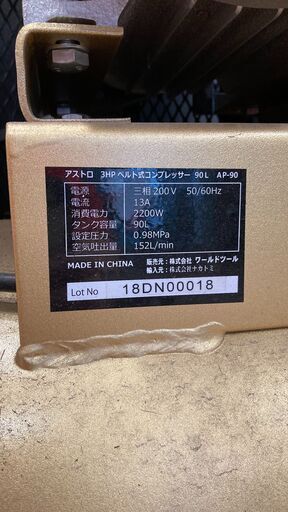 アストロ 3HP ベルト式コンプレッサー 90L AP-90
電源 三相200V 50/60Hz
電流 13A
消費電力 2200W
タンク容量 90L
設定圧力 0.98MPa
空気吐出量 152L/min
MADE IN CHINA 販売元:株式会社 ワールドツール
輸入元:株式会社ナカトミ
Lot No 18DN00018